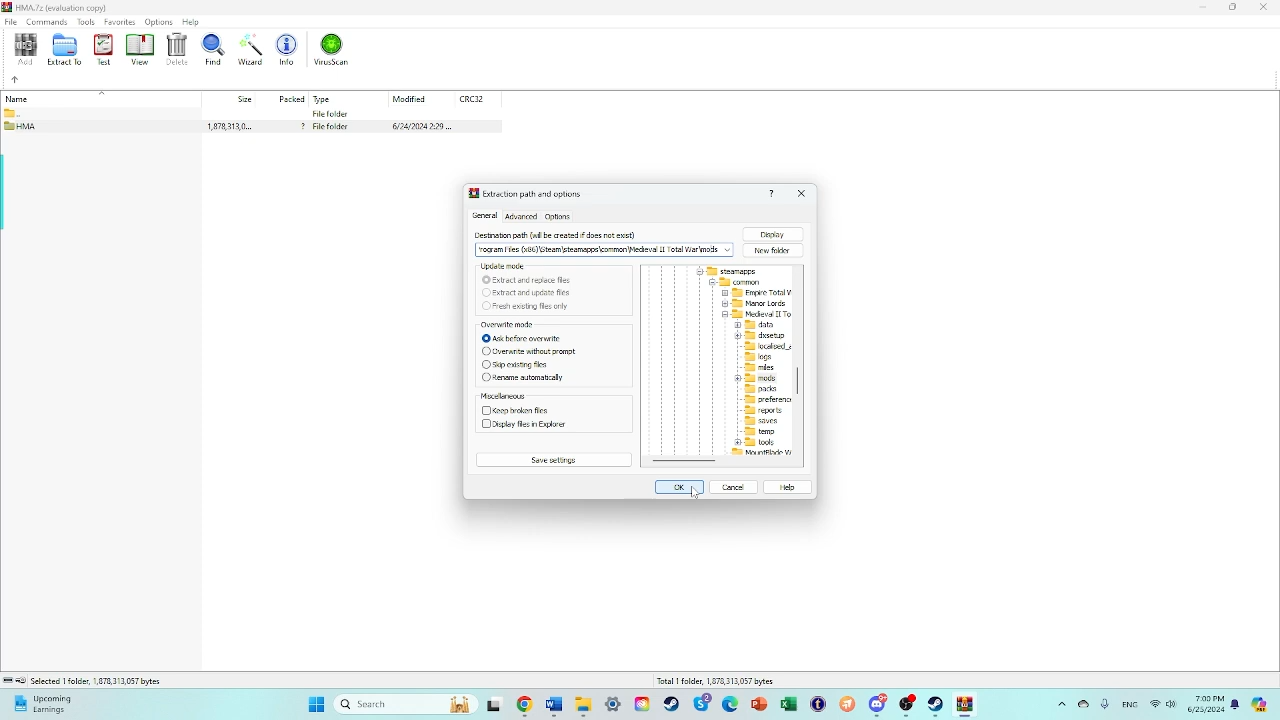 HMA.7z (evaluation copy)
File Commands Tools Favorites Options Help
Add Extract To Test View Delete Find Wizard Info VirusScan
Name Size Packed Type Modified CRC32
.. File folder
HMA 1,878,313,0... ? File folder 6/24/2024 2:29 ...
Extraction path and options ?
General Advanced Options
Destination path (will be created if does not exist)
Display
'rogram Files (x86)\Steam\steamapps\common\Medieval II Total War\mods
New folder
Update mode
Extract and replace files
Extract and update files
Fresh existing files only
Overwrite mode
Ask before overwrite
Overwrite without prompt
Skip existing files
Rename automatically
Miscellaneous
Keep broken files
Display files in Explorer
Save settings
steamapps
common
Empire Total W
Manor Lords
Medieval II To
data
dxsetup
localised_a
logs
miles
mods
packs
preference
reports
saves
temp
tools
MountBlade W
OK Cancel Help
Selected 1 folder, 1,878,313,057 bytes
Total 1 folder, 1,878,313,057 bytes
Upcoming
Earnings
Search
ENG
7:00 PM
6/25/2024